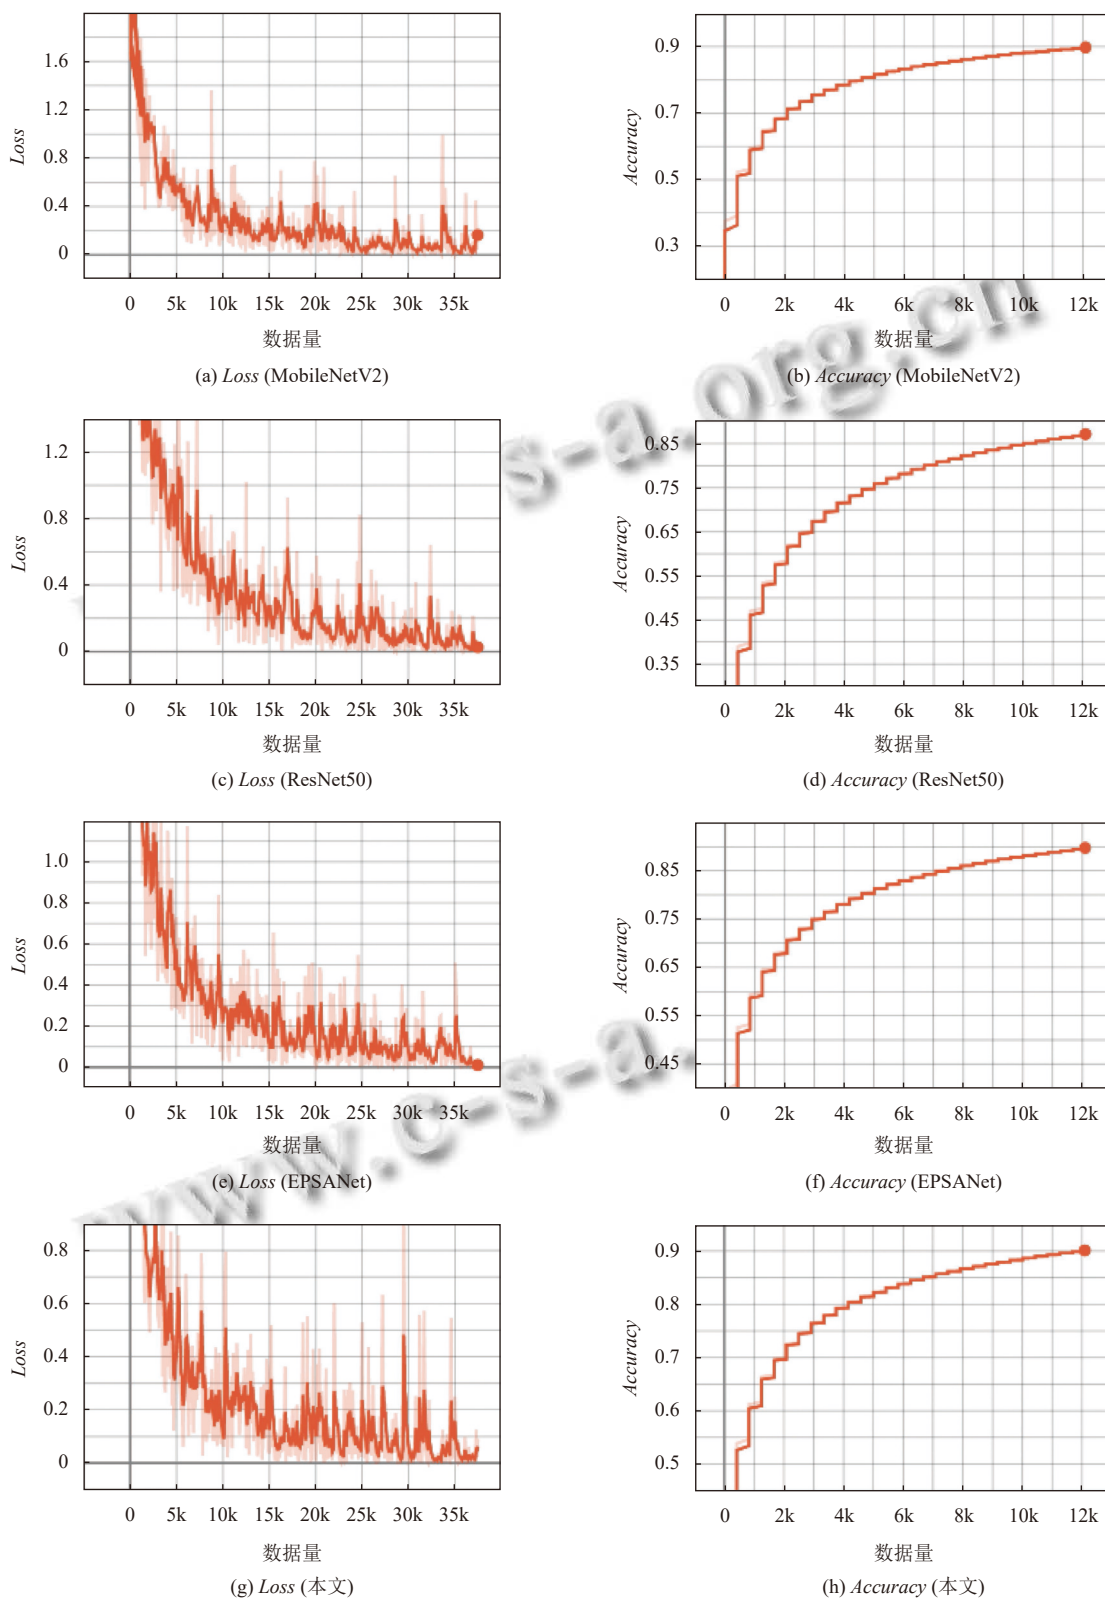 1.6
1.2
0.8
0.4
0
Loss
0 5k 10k 15k 20k 25k 30k 35k
数据量
(a) Loss (MobileNetV2)
0.9
0.7
0.5
0.3
Accuracy
0 2k 4k 6k 8k 10k 12k
数据量
(b) Accuracy (MobileNetV2)
1.2
0.8
0.4
0
Loss
0 5k 10k 15k 20k 25k 30k 35k
数据量
(c) Loss (ResNet50)
0.85
0.75
0.65
0.55
0.45
0.35
Accuracy
0 2k 4k 6k 8k 10k 12k
数据量
(d) Accuracy (ResNet50)
1.0
0.8
0.6
0.4
0.2
0
Loss
0 5k 10k 15k 20k 25k 30k 35k
数据量
(e) Loss (EPSANet)
0.85
0.75
0.65
0.55
0.45
Accuracy
0 2k 4k 6k 8k 10k 12k
数据量
(f) Accuracy (EPSANet)
0.8
0.6
0.4
0.2
0
Loss
0 5k 10k 15k 20k 25k 30k 35k
数据量
(g) Loss (本文)
0.9
0.8
0.7
0.6
0.5
Accuracy
0 2k 4k 6k 8k 10k 12k
数据量
(h) Accuracy (本文)
s-a.org.cn
www.c-s-a.